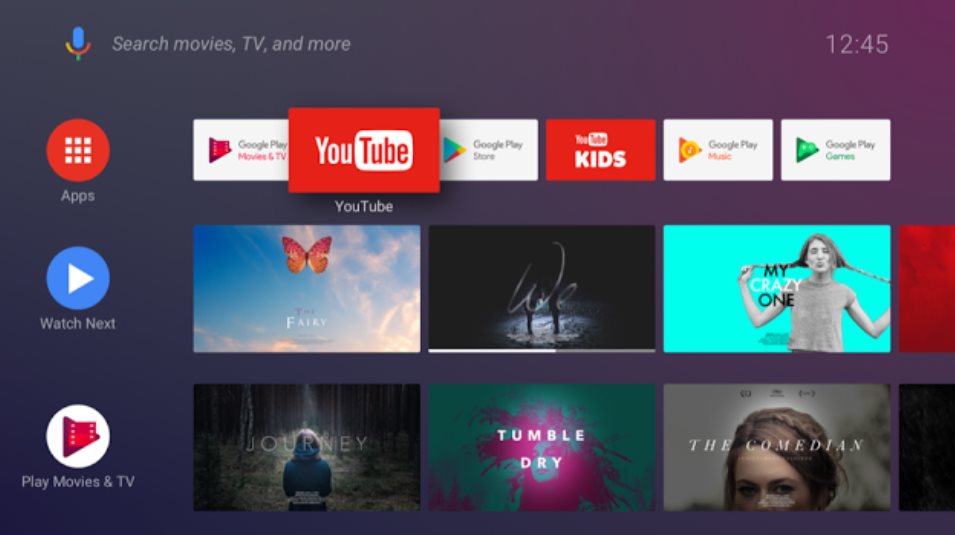 Search movies, TV, and more
12:45
Apps
Google Play
Movies & TV
YouTube
YouTube
Google Play
Store
YouTube
KIDS
Google Play
Music
Google Play
Games
Watch Next
THE
FAIRY
We
MY
CRAZY
ONE
Play Movies & TV
JOURNEY
TUMBLE
DRY
THE COMEDIAN